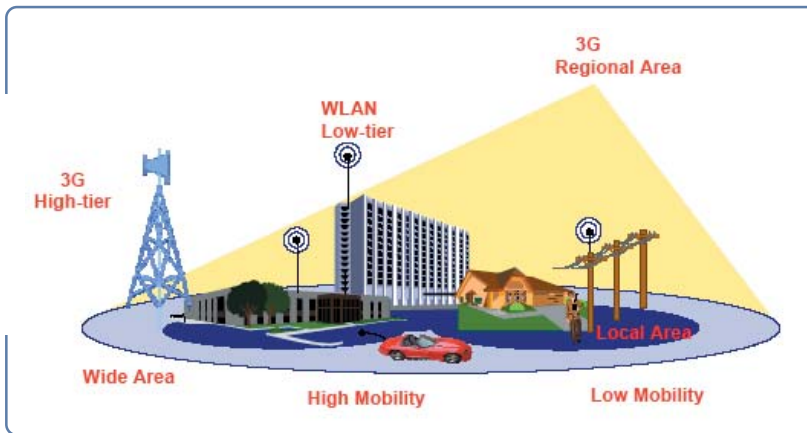 3G
Regional Area
WLAN
Low-tier
3G
High-tier
Local Area
Wide Area
High Mobility
Low Mobility